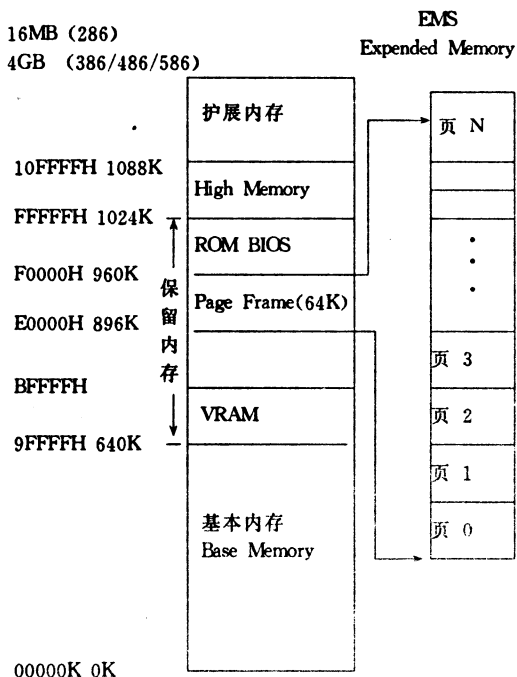 16MB (286)
4GB (386/486/586)
EMS
Expended Memory
扩展内存
页 N
10FFFFH 1088K
High Memory
FFFFFH 1024K
ROM BIOS
F0000H 960K
Page Frame(64K)
E0000H 896K
保留内存
页 3
BFFFFH
VRAM
页 2
9FFFFH 640K
页 1
基本内存
Base Memory
页 0
00000K 0K